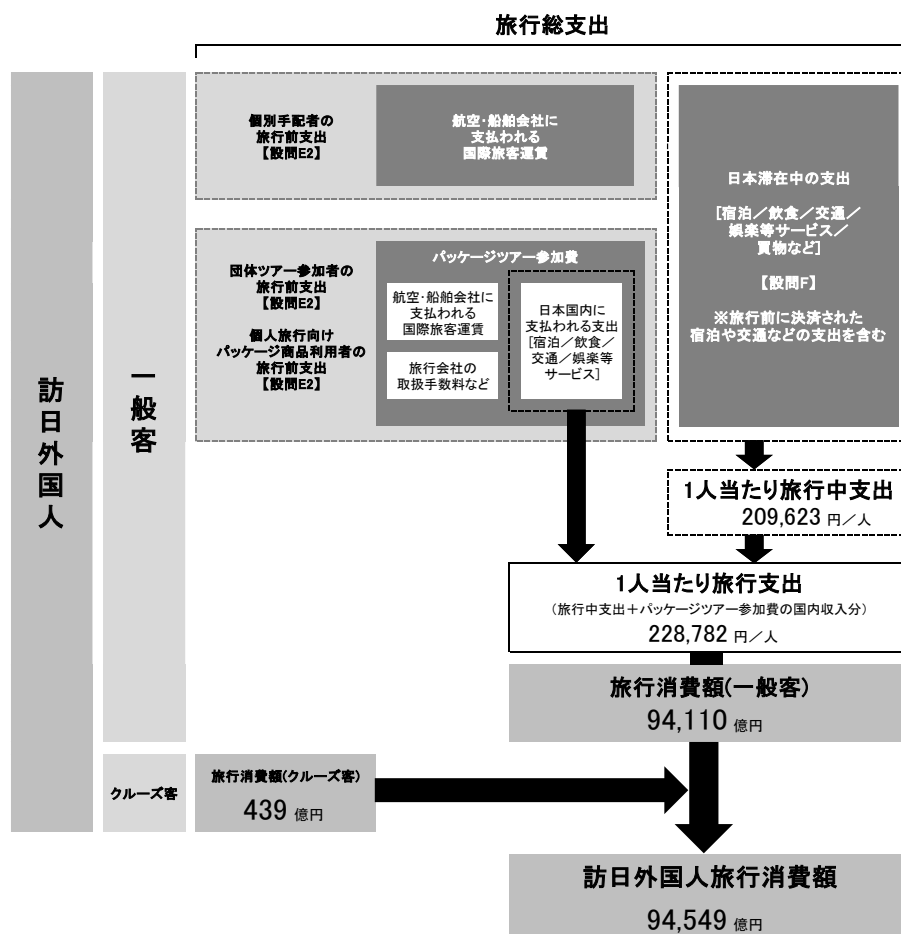 旅行総支出
訪日外国人
一般客
個別手配者の
旅行前支出
【設問E2】
航空・船舶会社に
支払われる
国際旅客運賃
団体ツアー参加者の
旅行前支出
【設問E2】
個人旅行向け
パッケージ商品利用者の
旅行前支出
【設問E2】
パッケージツアー参加費
航空・船舶会社に
支払われる
国際旅客運賃
旅行会社の
取扱手数料など
日本国内に
支払われる支出
[宿泊／飲食／
交通／娯楽等
サービス]
日本滞在中の支出
[宿泊／飲食／交通／
娯楽等サービス／
買物など]
【設問F】
※旅行前に決済された
宿泊や交通などの支出を含む
1人当たり旅行中支出
209,623 円／人
1人当たり旅行支出
（旅行中支出＋パッケージツアー参加費の国内収入分）
228,782 円／人
旅行消費額(一般客)
94,110 億円
クルーズ客
旅行消費額(クルーズ客)
439 億円
訪日外国人旅行消費額
94,549 億円